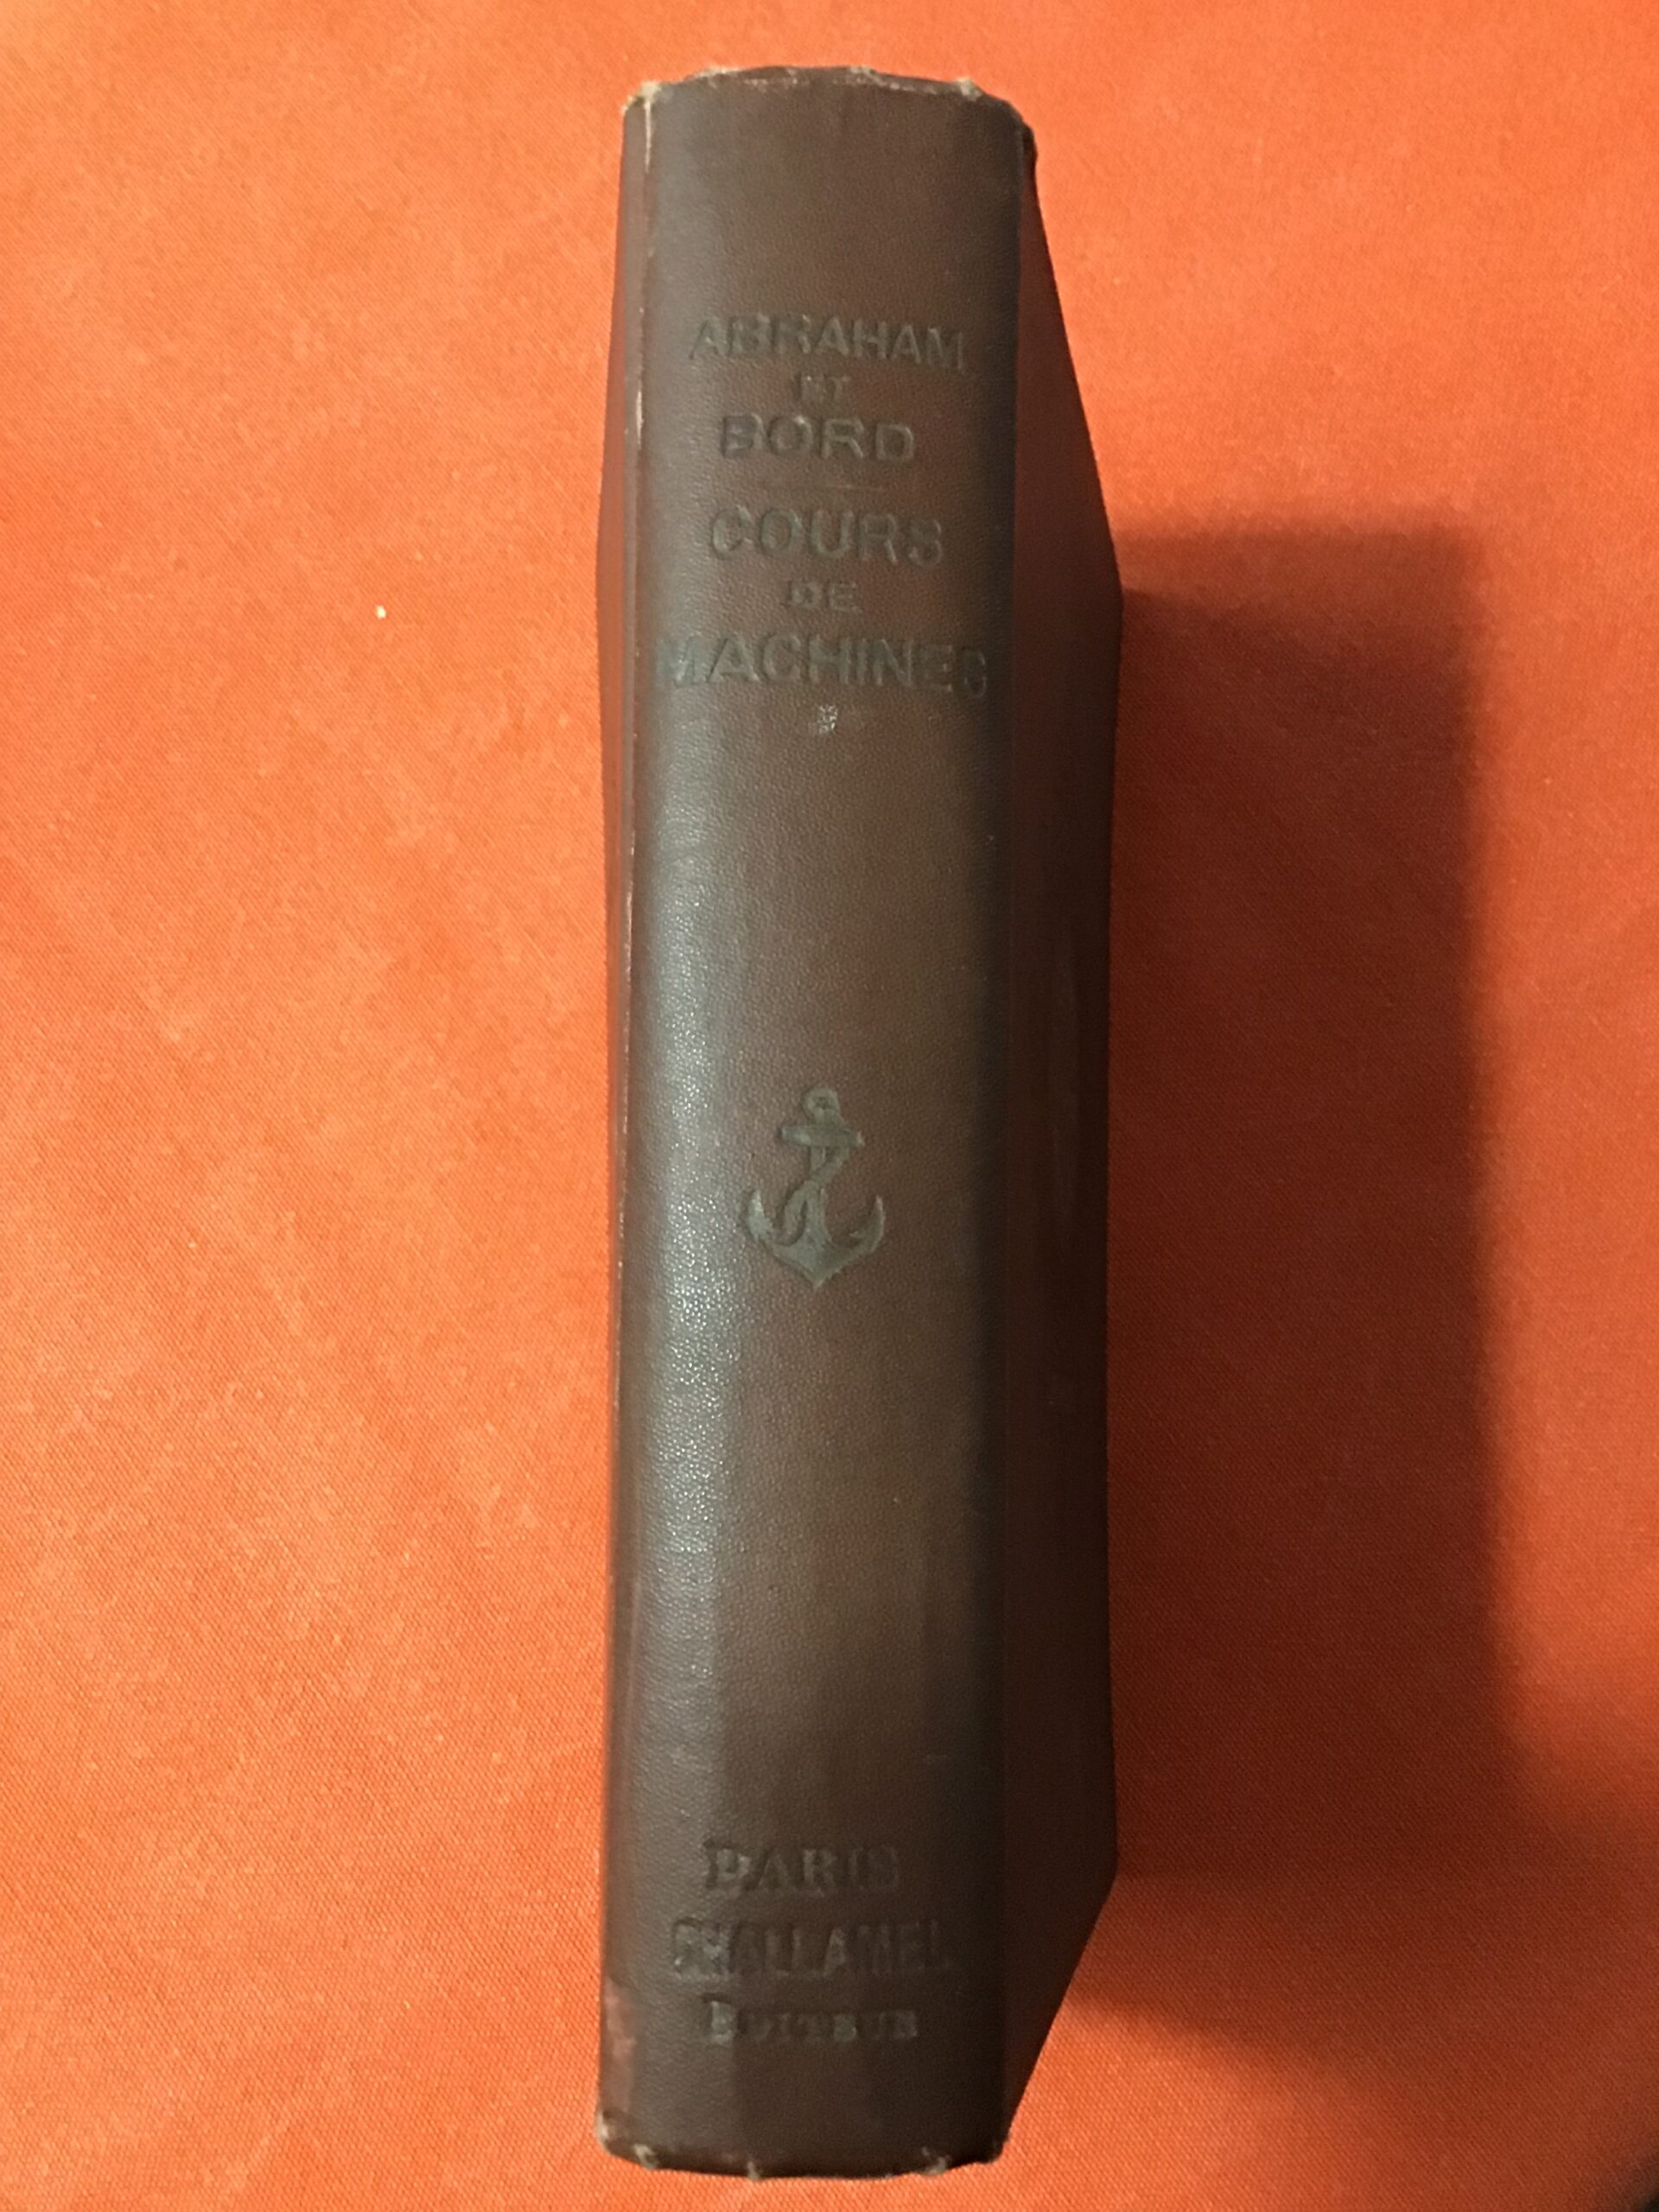 ABRAHAM
ET
BORD
COURS
DE
MACHINES
*
PARIS
CHALLAMEL
EDITEUR